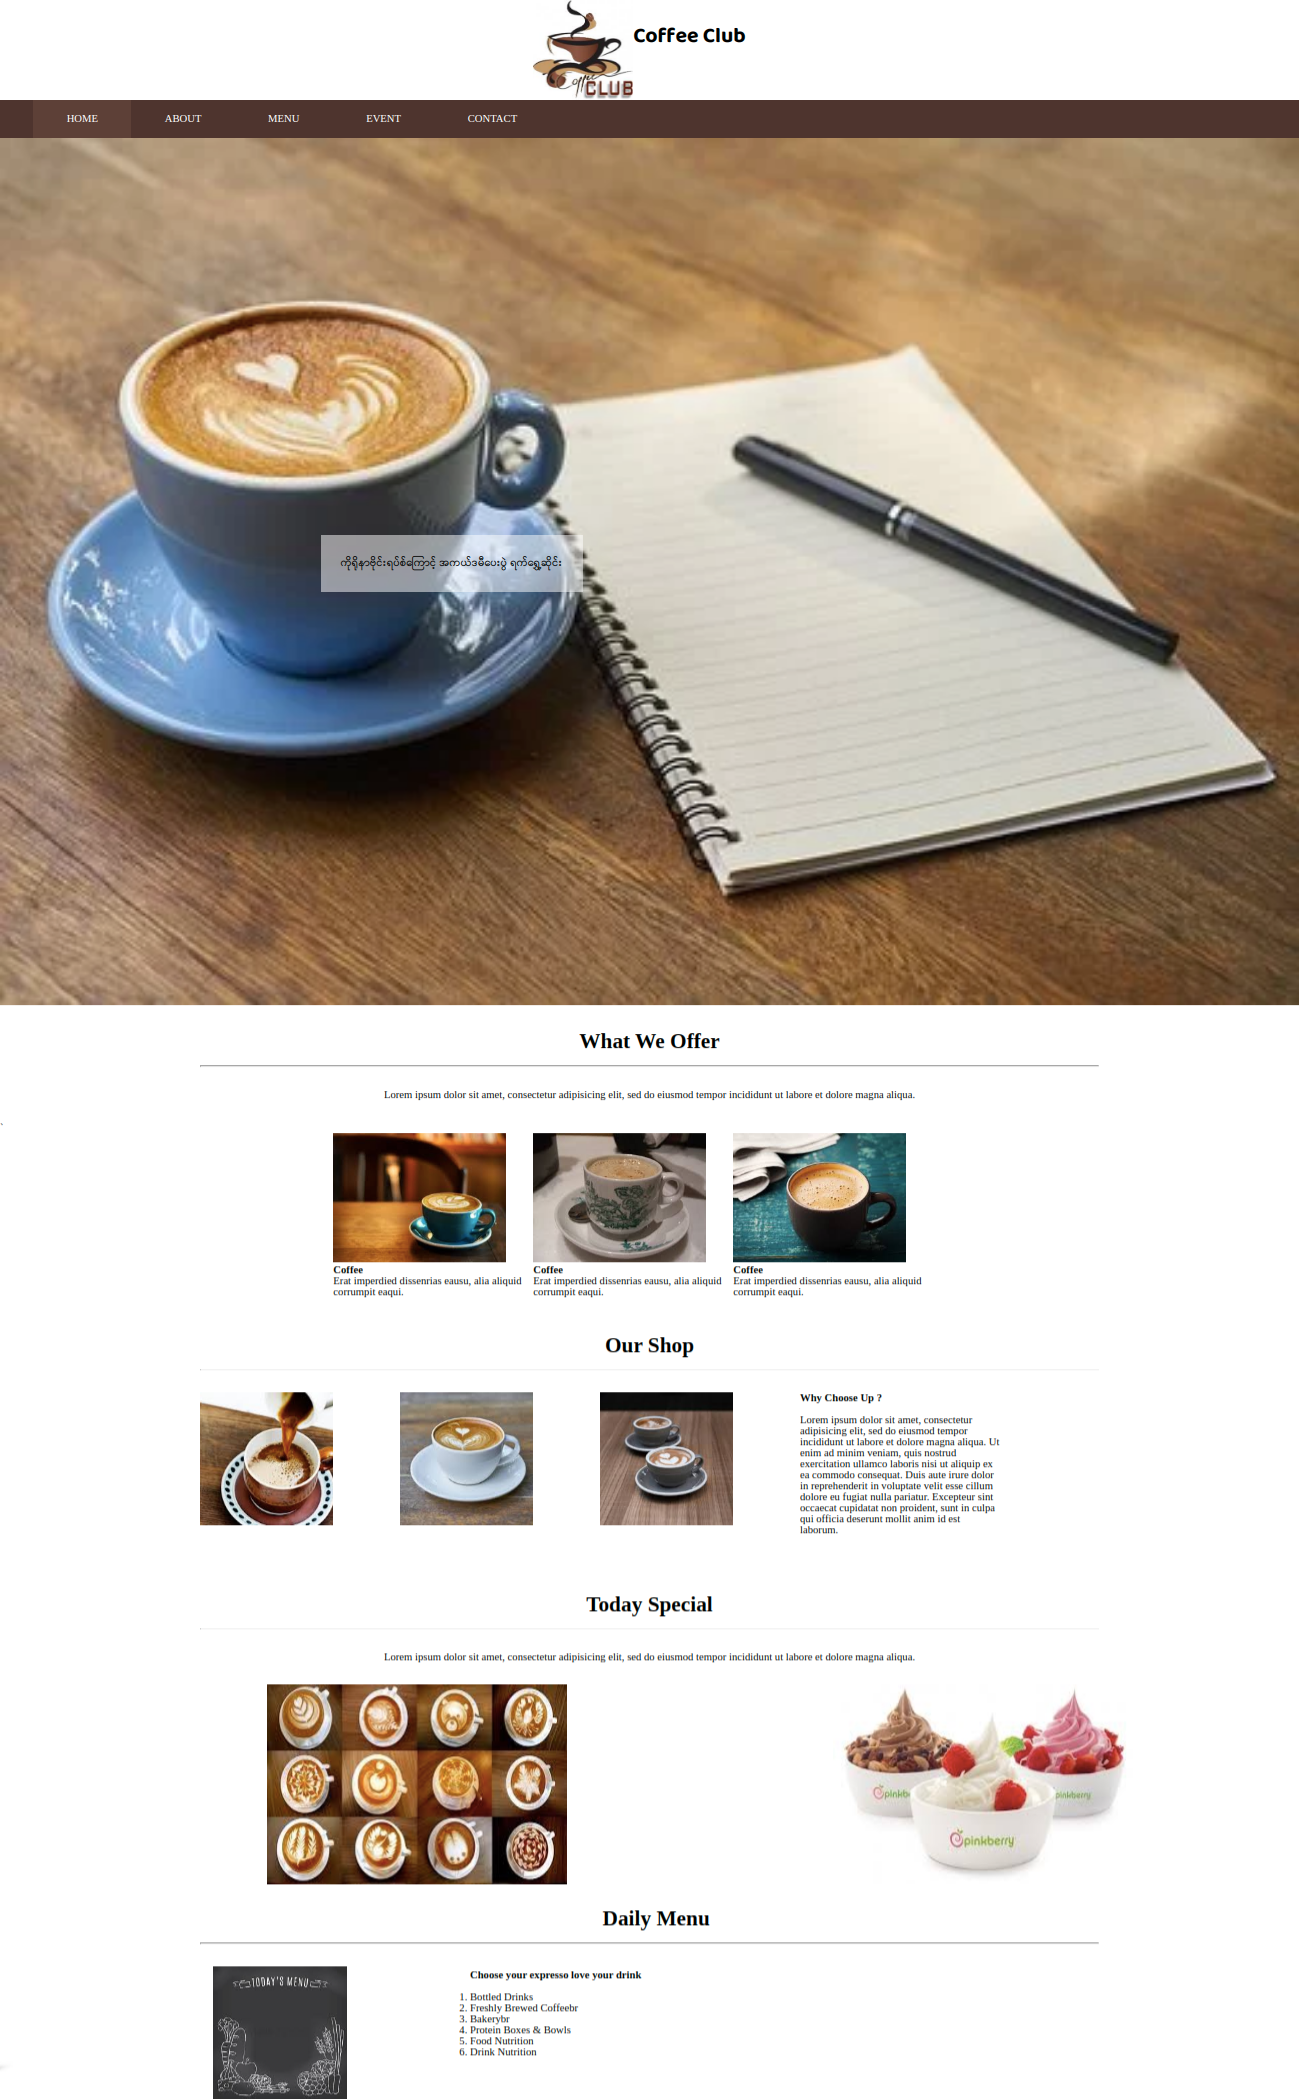 Coffee Club
Coffee
CLUB
HOME ABOUT MENU EVENT CONTACT
ကိုရိုနာဗိုင်းရပ်စ်ကြောင့် အကယ်ဒမီပေးပွဲ ရက်ရွှေ့ဆိုင်း
What We Offer
Lorem ipsum dolor sit amet, consectetur adipisicing elit, sed do eiusmod tempor incididunt ut labore et dolore magna aliqua.
`
Coffee
Erat imperdied dissenrias eausu, alia aliquid
corrumpit eaqui.
Coffee
Erat imperdied dissenrias eausu, alia aliquid
corrumpit eaqui.
Coffee
Erat imperdied dissenrias eausu, alia aliquid
corrumpit eaqui.
Our Shop
Why Choose Up ?
Lorem ipsum dolor sit amet, consectetur
adipisicing elit, sed do eiusmod tempor
incididunt ut labore et dolore magna aliqua. Ut
enim ad minim veniam, quis nostrud
exercitation ullamco laboris nisi ut aliquip ex
ea commodo consequat. Duis aute irure dolor
in reprehenderit in voluptate velit esse cillum
dolore eu fugiat nulla pariatur. Excepteur sint
occaecat cupidatat non proident, sunt in culpa
qui officia deserunt mollit anim id est
laborum.
Today Special
Lorem ipsum dolor sit amet, consectetur adipisicing elit, sed do eiusmod tempor incididunt ut labore et dolore magna aliqua.
pinkb
pinkberry
pinkberry
Daily Menu
TODAY'S MENU
Choose your expresso love your drink
1. Bottled Drinks
2. Freshly Brewed Coffeebr
3. Bakerybr
4. Protein Boxes & Bowls
5. Food Nutrition
6. Drink Nutrition